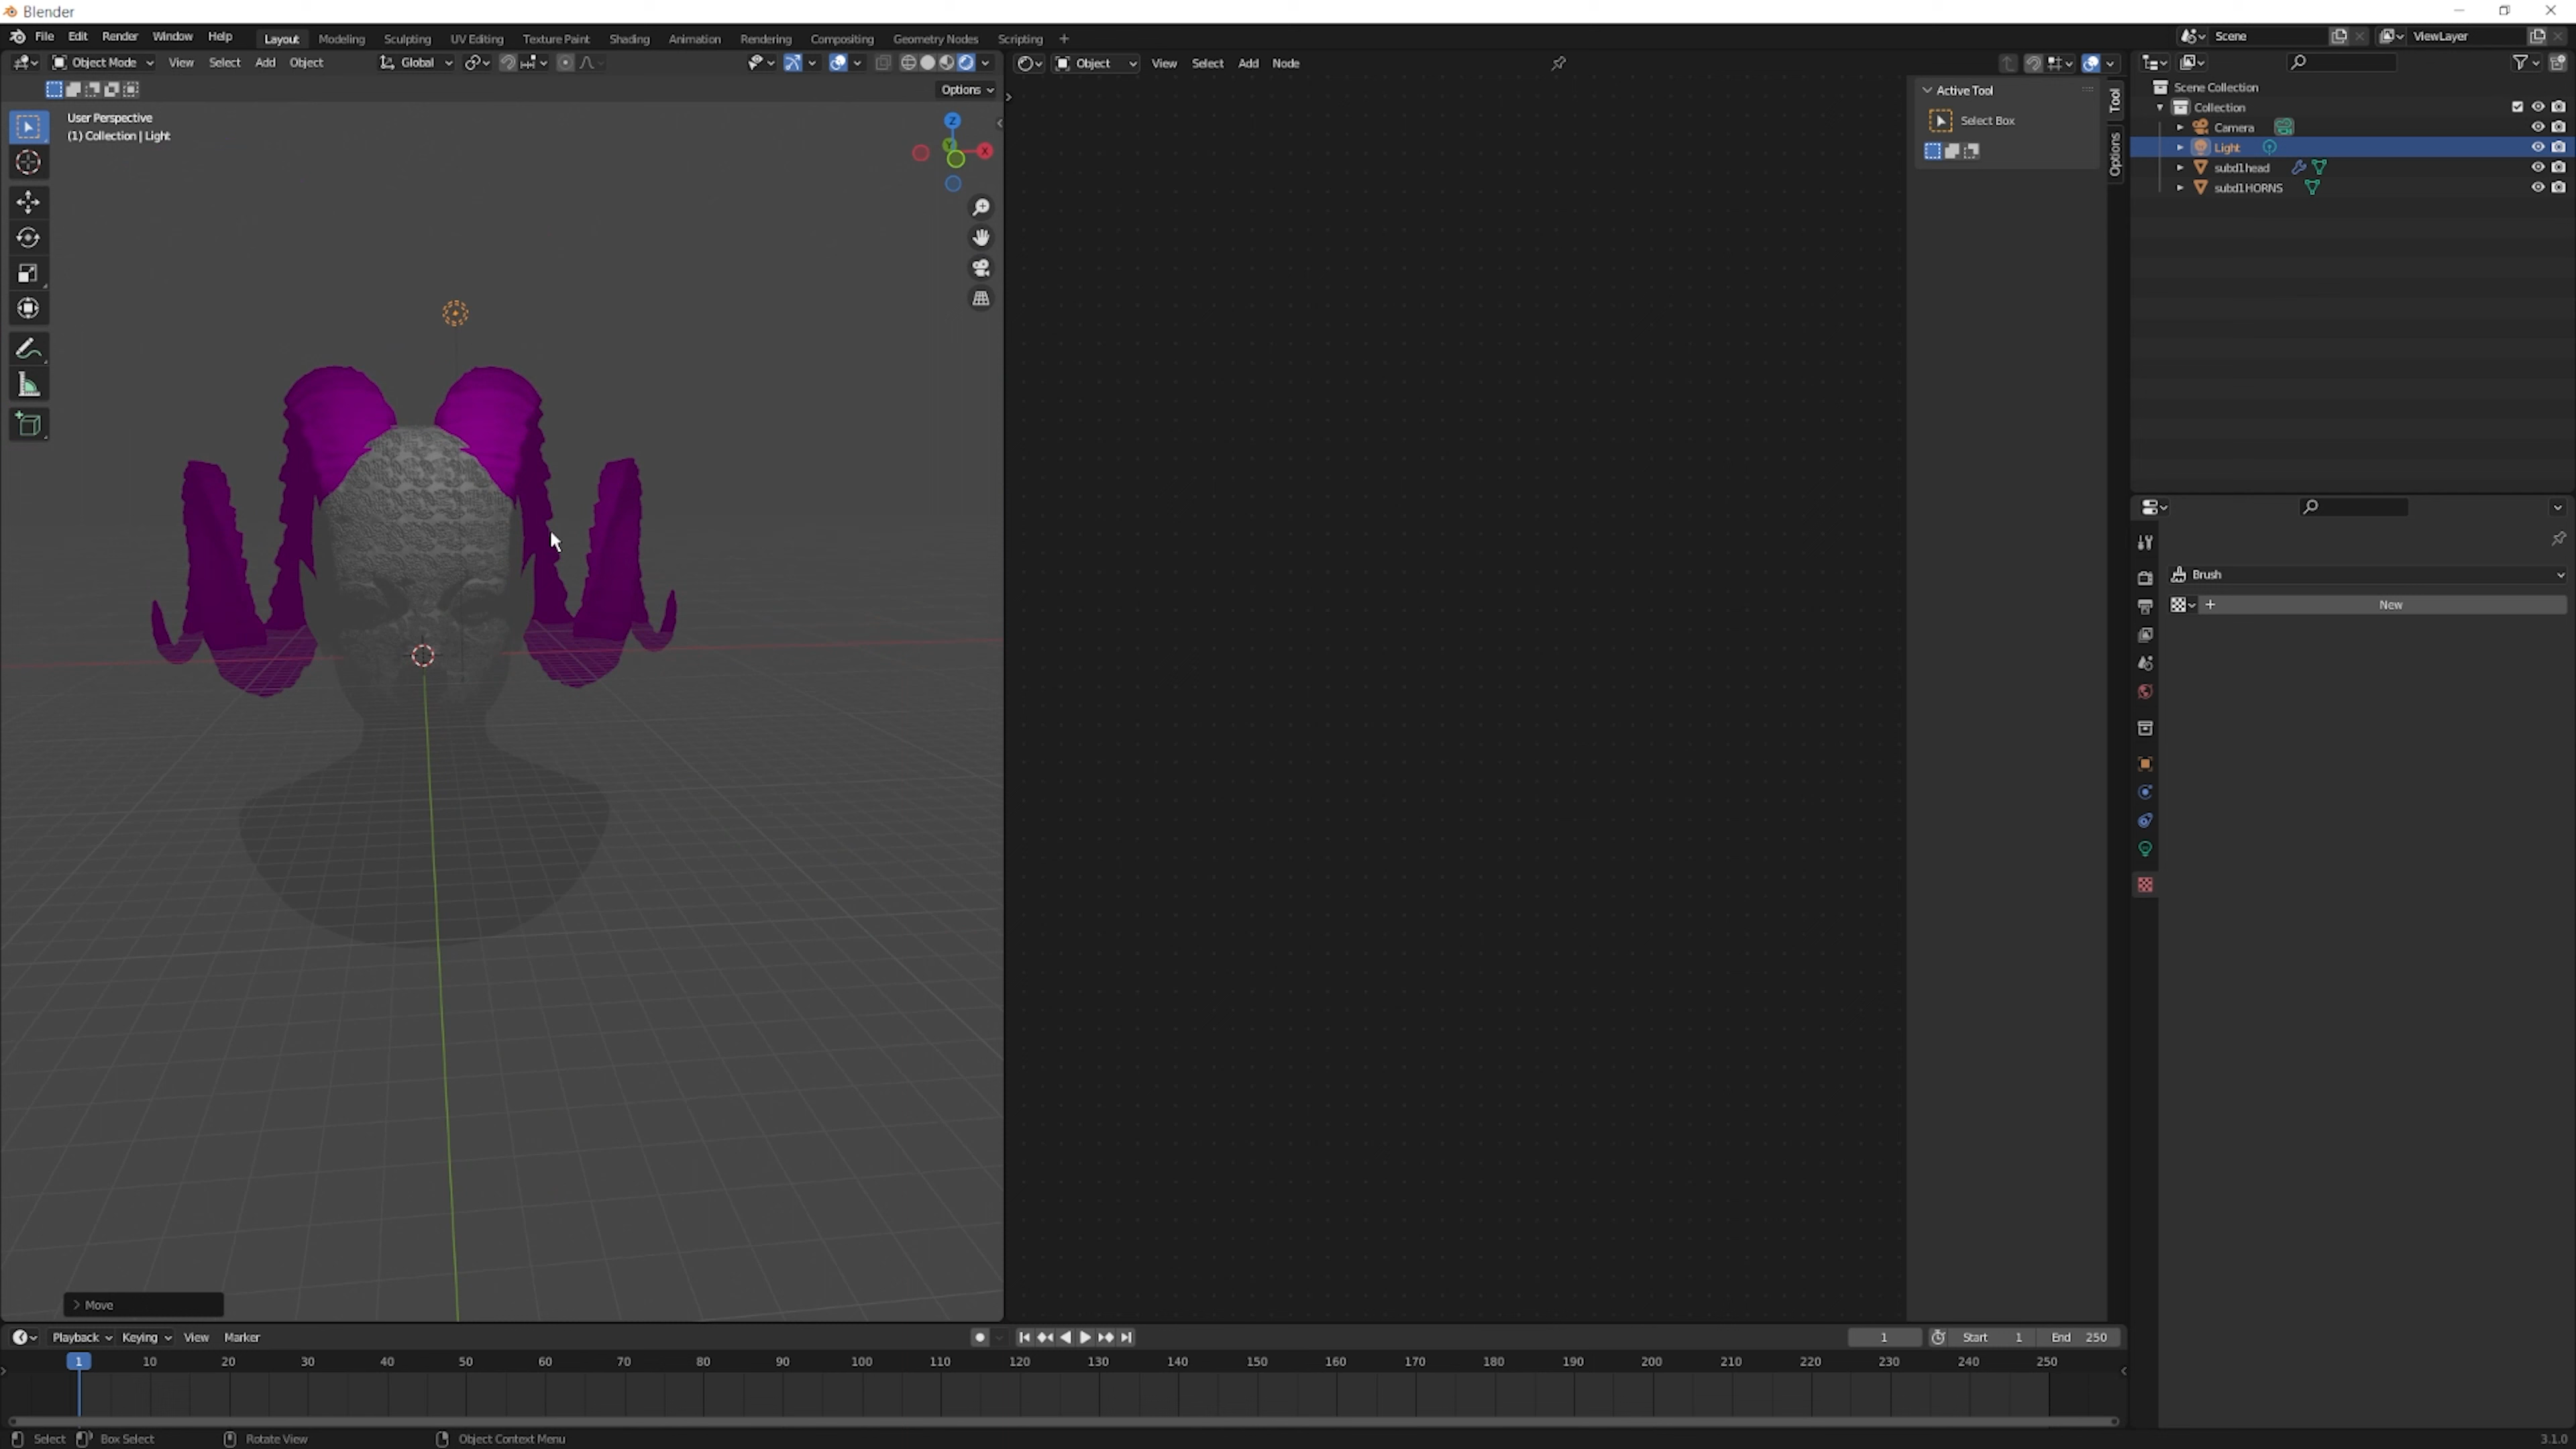 Blender
File Edit Render Window Help Layout Modeling Sculpting UV Editing Texture Paint Shading Animation Rendering Compositing Geometry Nodes Scripting + Scene ViewLayer
Object Mode View Select Add Object Global Object View Select Add Node
Options
User Perspective
(1) Collection | Light
Z
Y
X
Active Tool
Select Box
Tool
Options
Scene Collection
Collection
Camera
Light
subd1head
subd1HORNS
Brush
+ New
> Move
Playback Keying View Marker 1 Start 1 End 250
1 10 20 30 40 50 60 70 80 90 100 110 120 130 140 150 160 170 180 190 200 210 220 230 240 250
Select Box Select Rotate View Object Context Menu 3.1.0